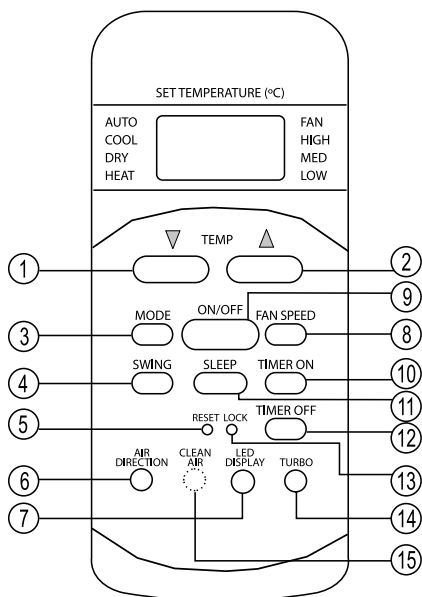 SET TEMPERATURE (ºC)
AUTO
COOL
DRY
HEAT
FAN
HIGH
MED
LOW
TEMP
1
2
ON/OFF
9
MODE
FAN SPEED
3
8
SWING
SLEEP
TIMER ON
4
10
11
RESET
LOCK
TIMER OFF
5
12
AIR
DIRECTION
CLEAN
AIR
LED
DISPLAY
TURBO
13
6
7
14
15